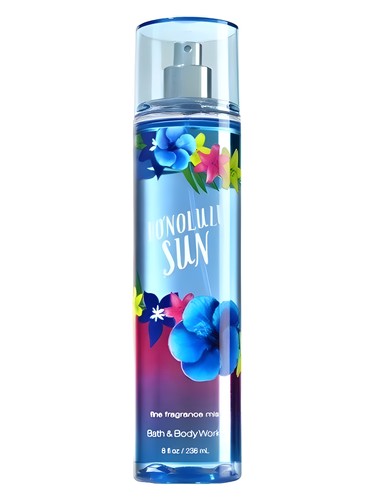 HONOLULU
SUN
fine fragrance mist
Bath & Body Works
8 fl oz / 236 mL